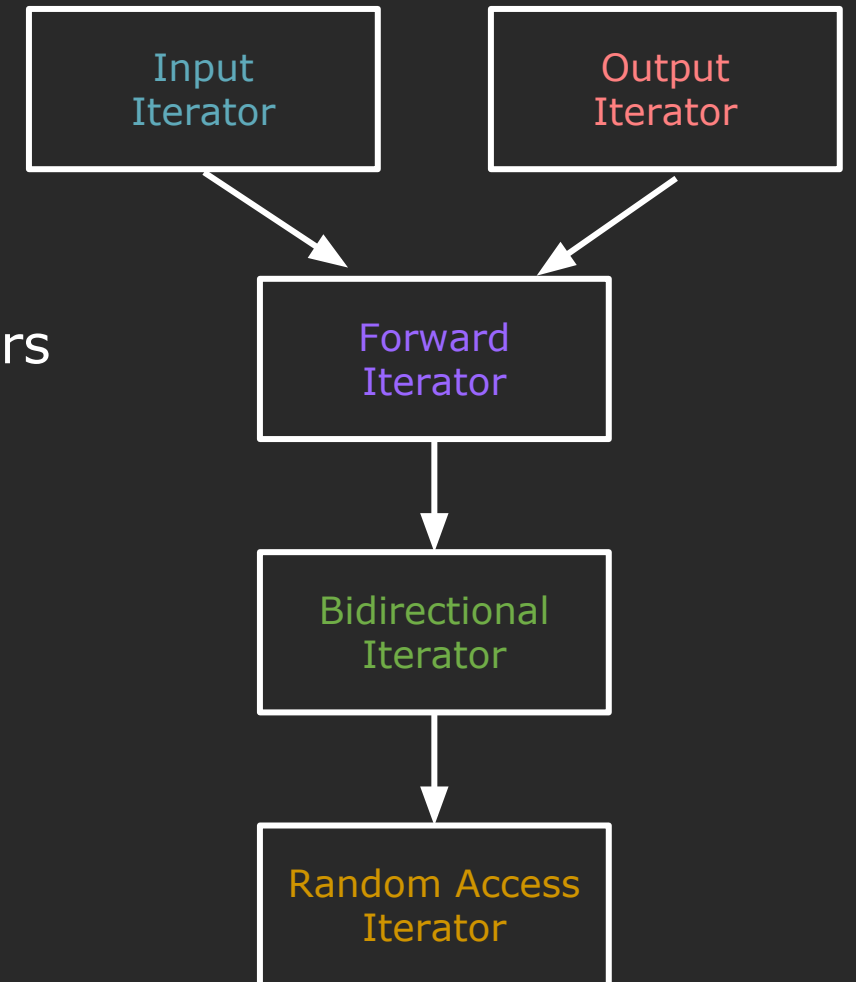 Input
Iterator
Output
Iterator
rs
Forward
Iterator
Bidirectional
Iterator
Random Access
Iterator